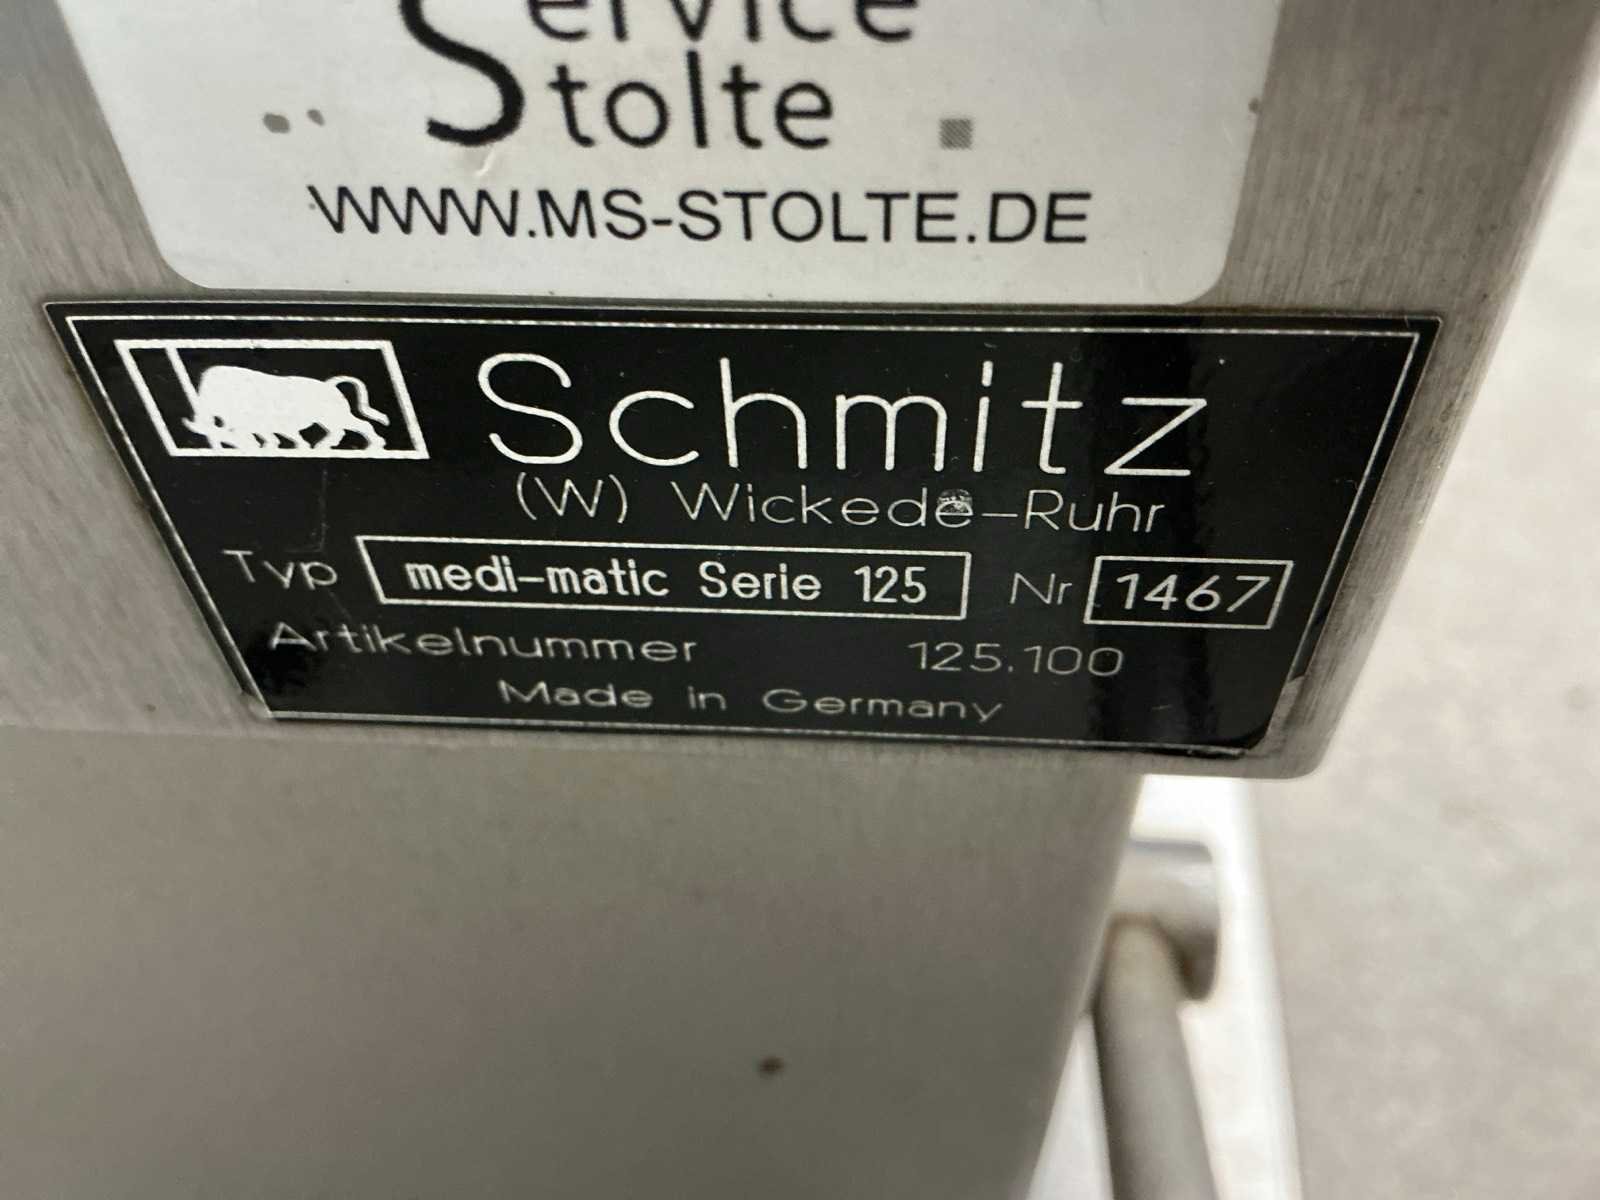 Service
Stolte
WWW.MS-STOLTE.DE
Schmitz
(W) Wickede-Ruhr
Typ medi-matic Serie 125 Nr 1467
Artikelnummer 125.100
Made in Germany